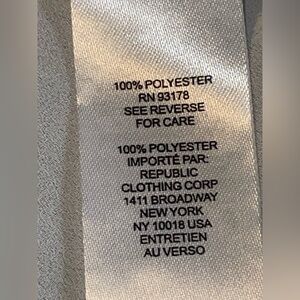 100% POLYESTER
RN 93178
SEE REVERSE
FOR CARE
100% POLYESTER
IMPORTÉ PAR:
REPUBLIC
CLOTHING CORP
1411 BROADWAY
NEW YORK
NY 10018 USA
ENTRETIEN
AU VERSO